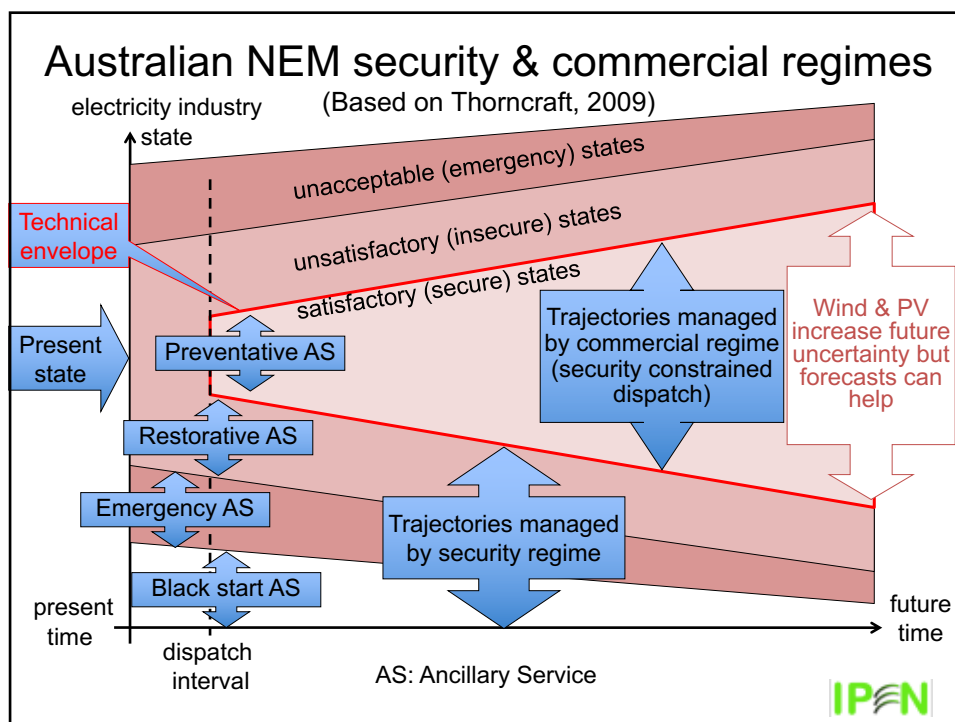 Australian NEM security & commercial regimes
(Based on Thorncraft, 2009)
electricity industry
state
unacceptable (emergency) states
Technical
envelope
unsatisfactory (insecure) states
satisfactory (secure) states
Present
state
Preventative AS
Trajectories managed
by commercial regime
(security constrained
dispatch)
Wind & PV
increase future
uncertainty but
forecasts can
help
Restorative AS
Emergency AS
Trajectories managed
by security regime
Black start AS
present
time
future
time
dispatch
interval
AS: Ancillary Service
IPEN